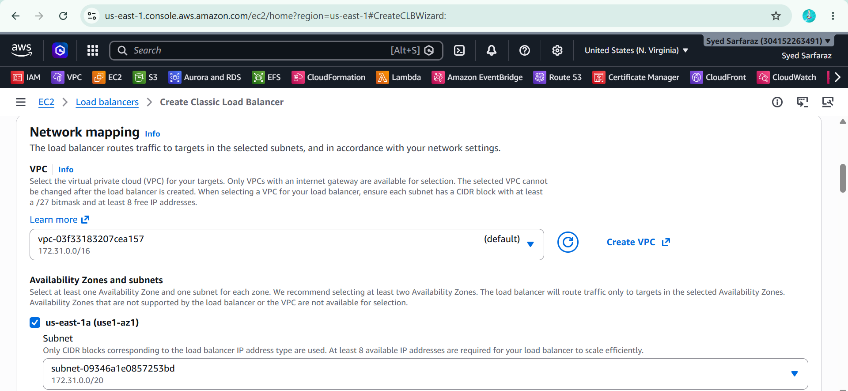 us-east-1.console.aws.amazon.com/ec2/home?region=us-east-1#CreateCLBWizard:
aws Search [Alt+S] United States (N. Virginia) Syed Sarfaraz (304152263491)
Syed Sarfaraz
IAM VPC EC2 S3 Aurora and RDS EFS CloudFormation Lambda Amazon EventBridge Route 53 Certificate Manager CloudFront CloudWatch
EC2 Load balancers Create Classic Load Balancer
Network mapping Info
The load balancer routes traffic to targets in the selected subnets, and in accordance with your network settings.
VPC Info
Select the virtual private cloud (VPC) for your targets. Only VPCs with an internet gateway are available for selection. The selected VPC cannot
be changed after the load balancer is created. When selecting a VPC for your load balancer, ensure each subnet has a CIDR block with at least
a /27 bitmask and at least 8 free IP addresses.
Learn more
vpc-03f33183207cea157 (default)
172.31.0.0/16
Create VPC
Availability Zones and subnets
Select at least one Availability Zone and one subnet for each zone. We recommend selecting at least two Availability Zones. The load balancer will route traffic only to targets in the selected Availability Zones.
Availability Zones that are not supported by the load balancer or the VPC are not available for selection.
us-east-1a (use1-az1)
Subnet
Only CIDR blocks corresponding to the load balancer IP address type are used. At least 8 available IP addresses are required for your load balancer to scale efficiently.
subnet-09346a1e0857253bd
172.31.0.0/20